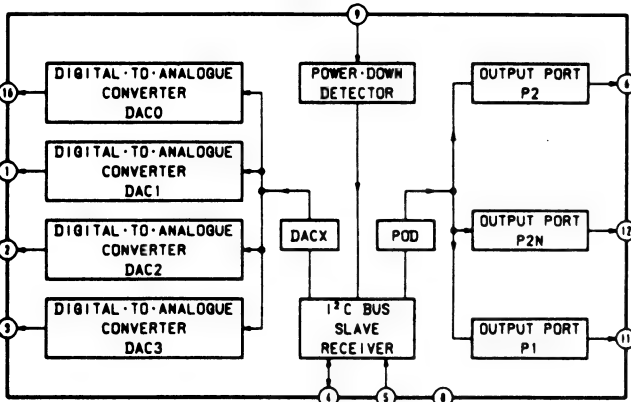 9
DIGITAL·TO·ANALOGUE
CONVERTER
DAC0
16
POWER·DOWN
DETECTOR
OUTPUT PORT
P2
6
DIGITAL·TO·ANALOGUE
CONVERTER
DAC1
1
DIGITAL·TO·ANALOGUE
CONVERTER
DAC2
2
DACX
POD
OUTPUT PORT
P2N
12
DIGITAL·TO·ANALOGUE
CONVERTER
DAC3
3
I²C BUS
SLAVE
RECEIVER
OUTPUT PORT
P1
11
4
5
8